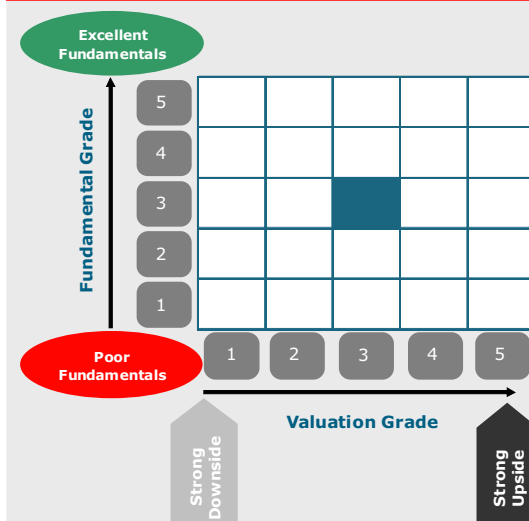 Excellent
Fundamentals
Fundamental Grade
5
4
3
2
1
Poor
Fundamentals
1
2
3
4
5
Valuation Grade
Strong
Downside
Strong
Upside